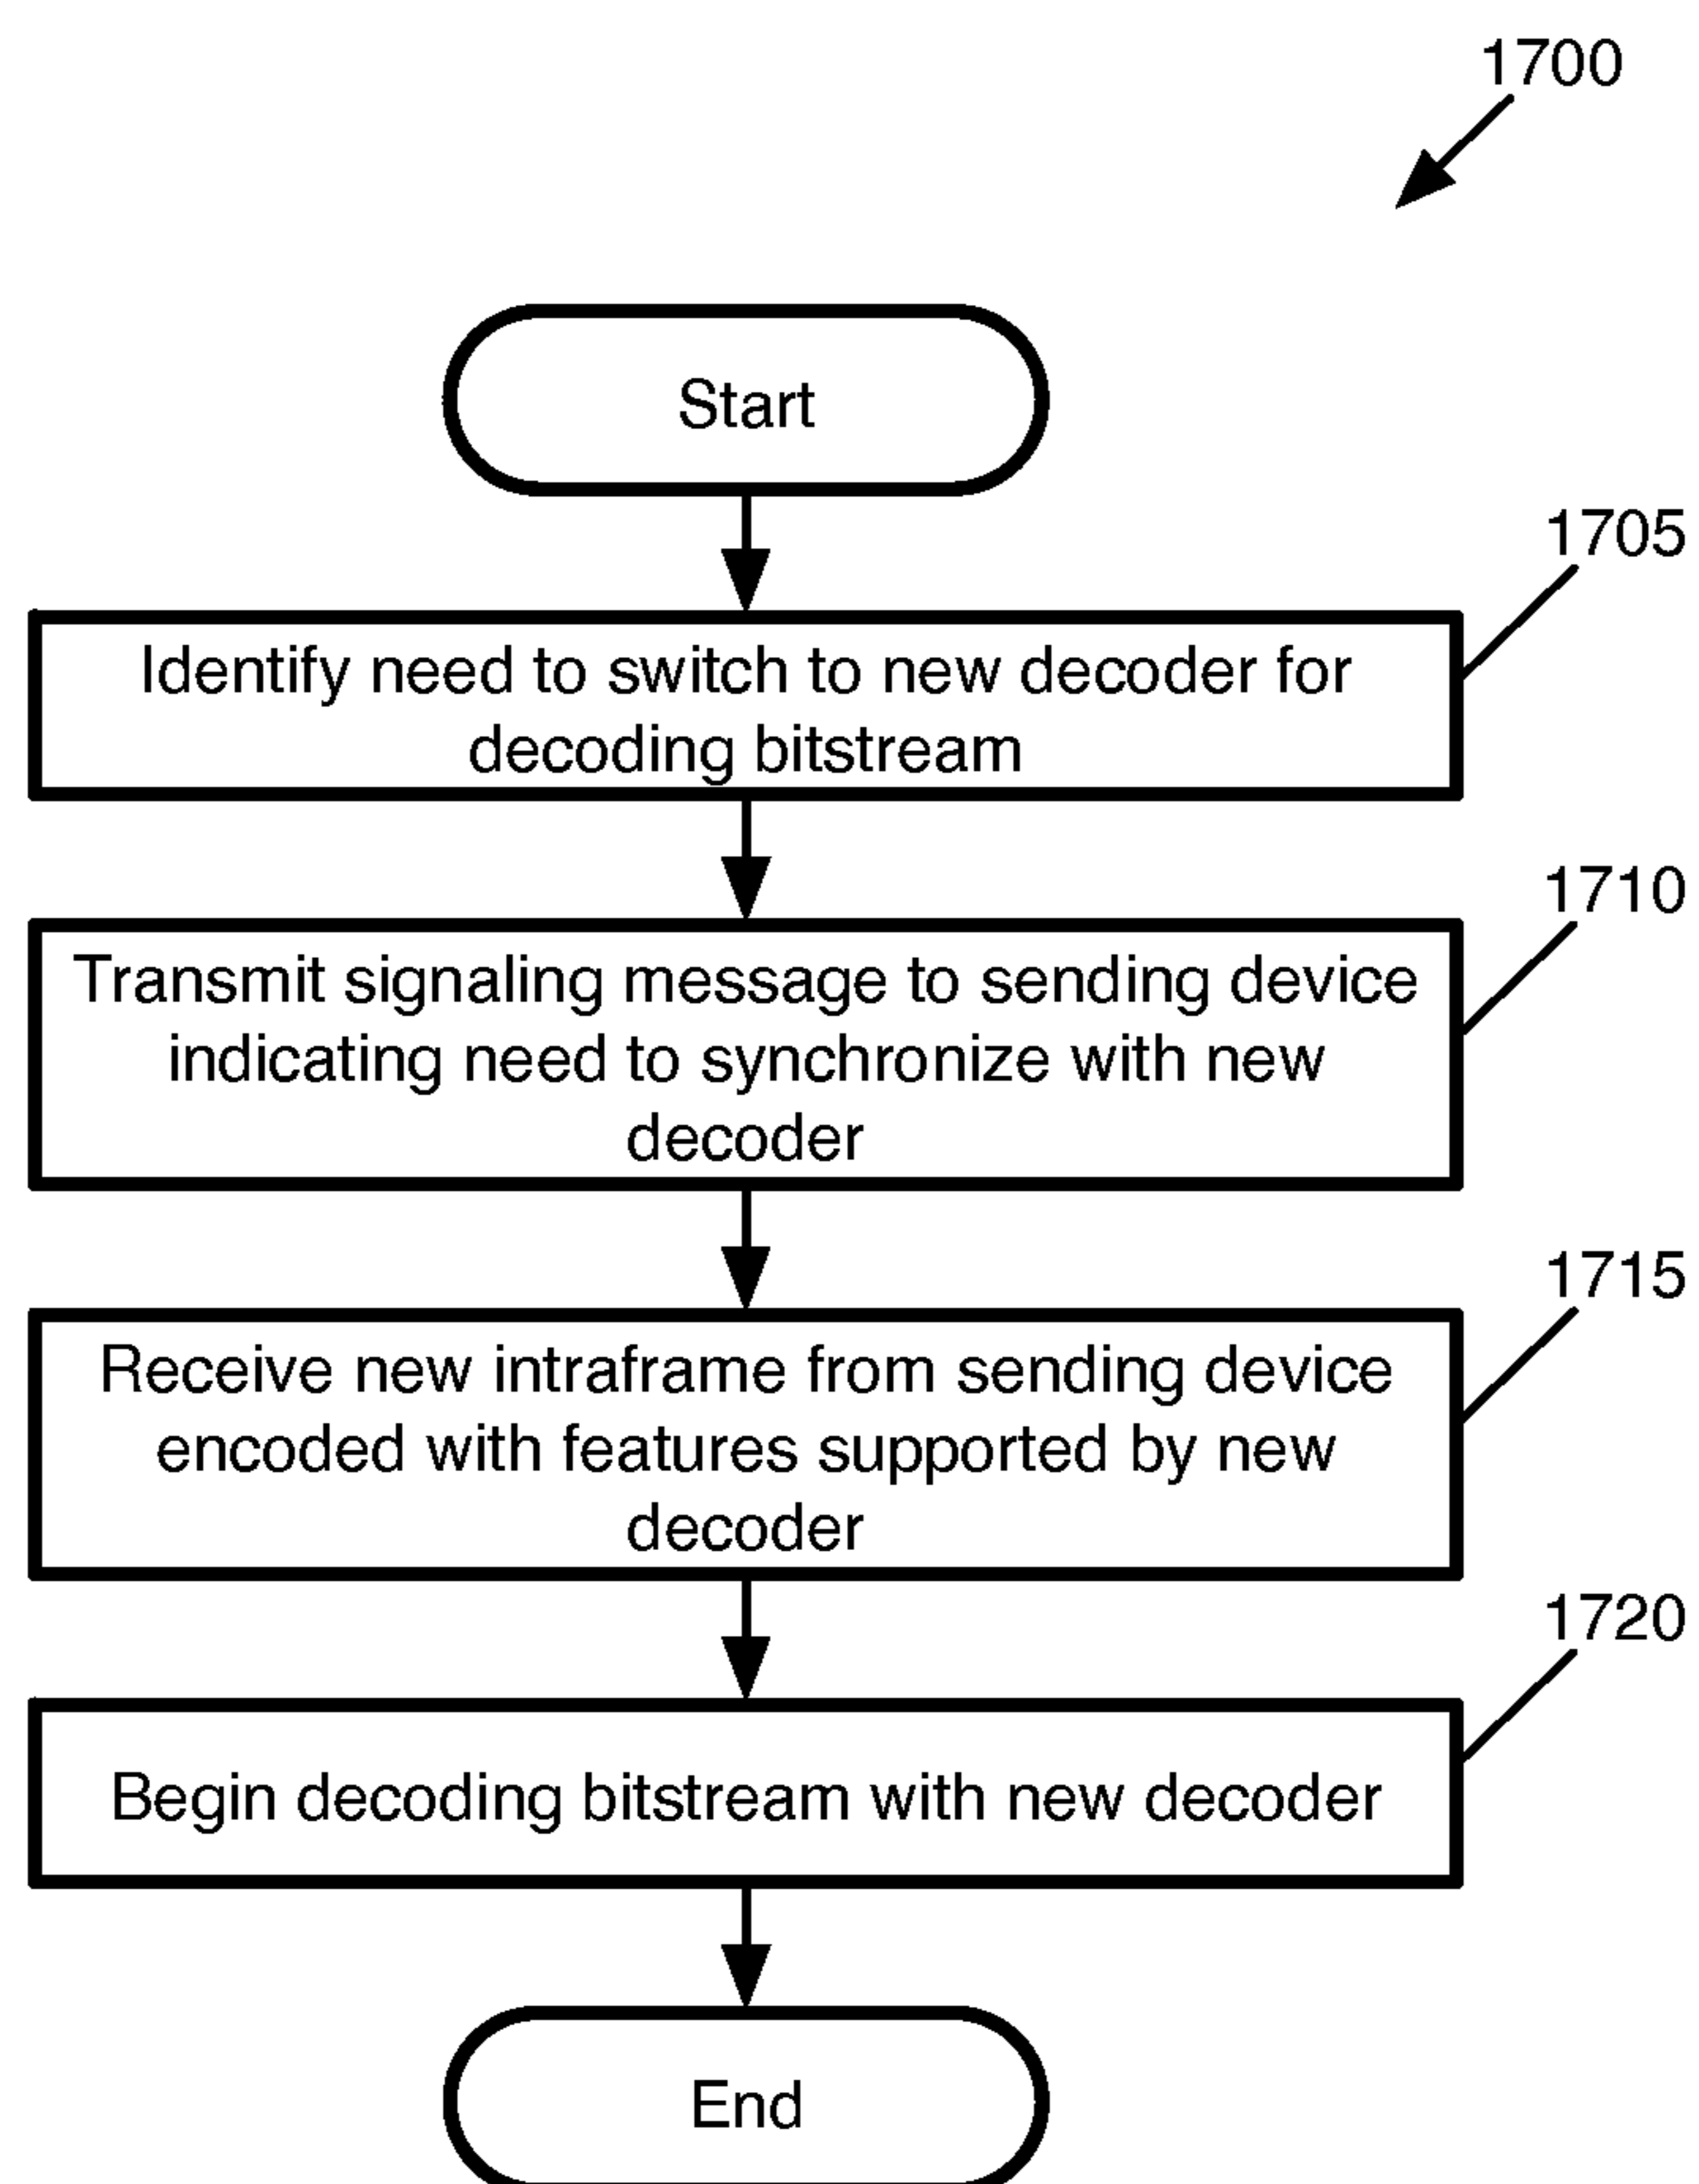 1700
Start
1705
Identify need to switch to new decoder for
decoding bitstream
1710
Transmit signaling message to sending device
indicating need to synchronize with new
decoder
1715
Receive new intraframe from sending device
encoded with features supported by new
decoder
1720
Begin decoding bitstream with new decoder
End